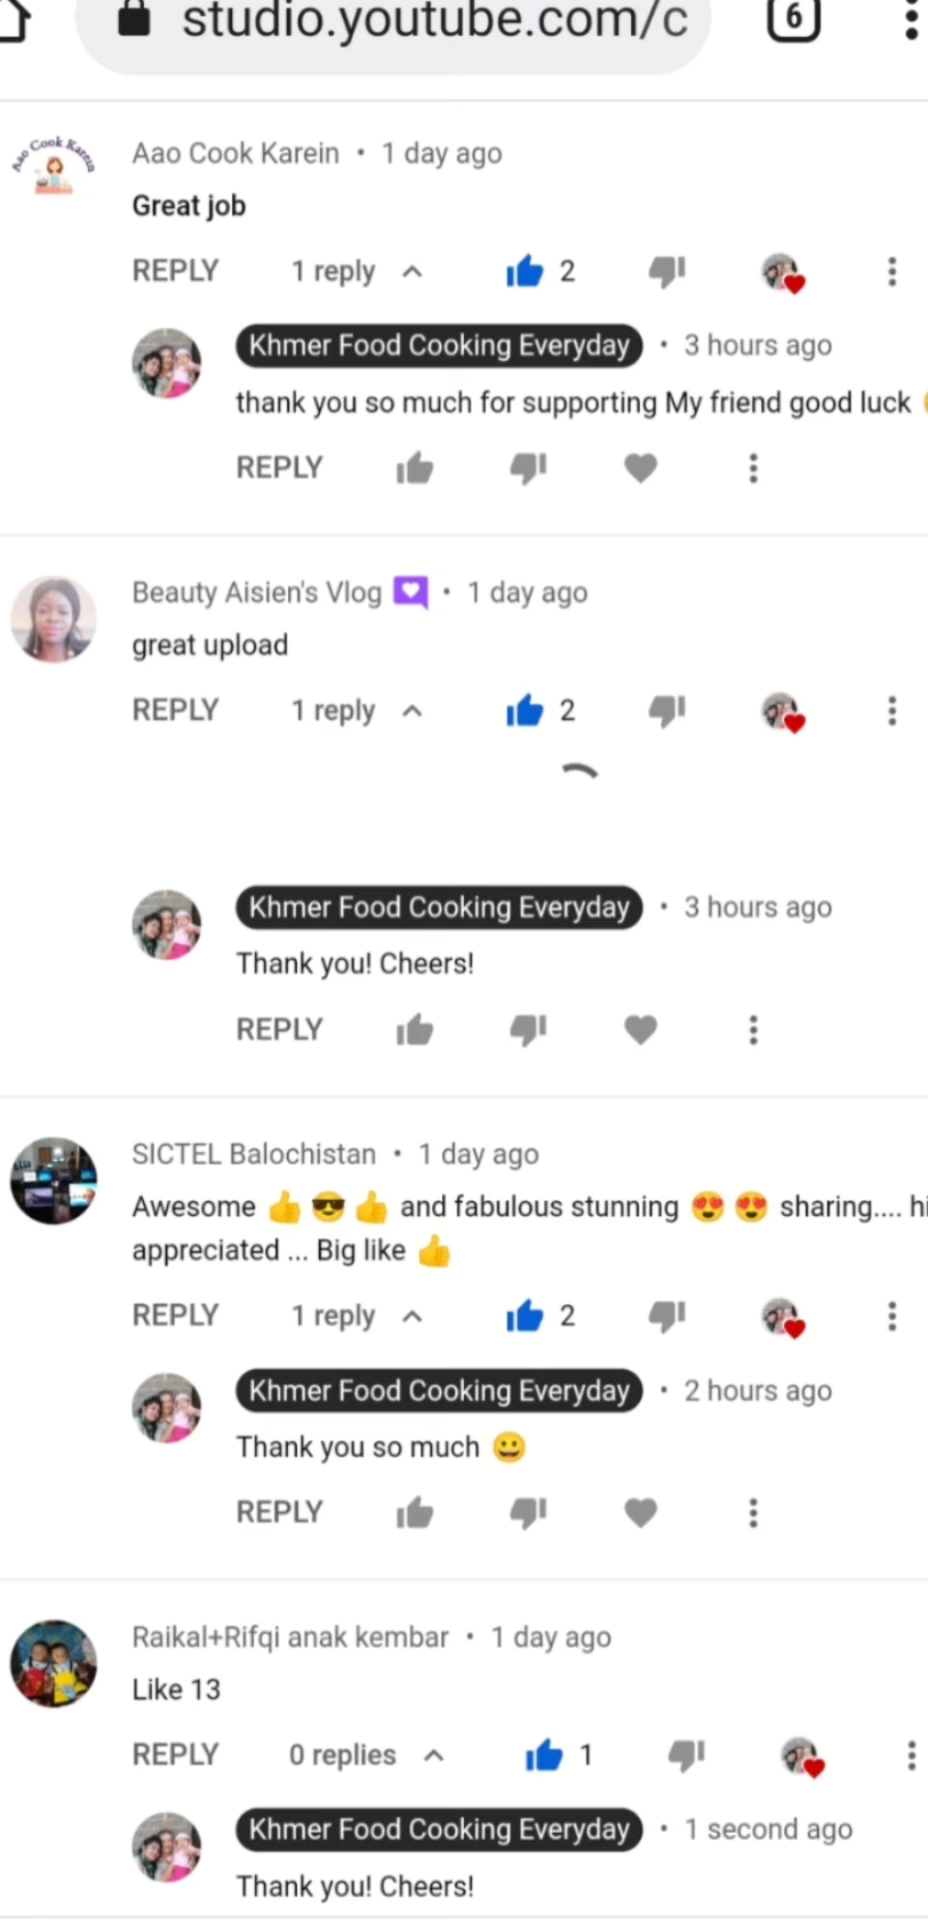 studio.youtube.com/c
6
Aao Cook Karein
Aao Cook Karein • 1 day ago
Great job
REPLY 1 reply 2
Khmer Food Cooking Everyday • 3 hours ago
thank you so much for supporting My friend good luck
REPLY
Beauty Aisien's Vlog • 1 day ago
great upload
REPLY 1 reply 2
Khmer Food Cooking Everyday • 3 hours ago
Thank you! Cheers!
REPLY
SICTEL Balochistan • 1 day ago
Awesome 👍 😎 👍 and fabulous stunning 😍 😍 sharing.... hi
appreciated ... Big like 👍
REPLY 1 reply 2
Khmer Food Cooking Everyday • 2 hours ago
Thank you so much 😀
REPLY
Raikal+Rifqi anak kembar • 1 day ago
Like 13
REPLY 0 replies 1
Khmer Food Cooking Everyday • 1 second ago
Thank you! Cheers!